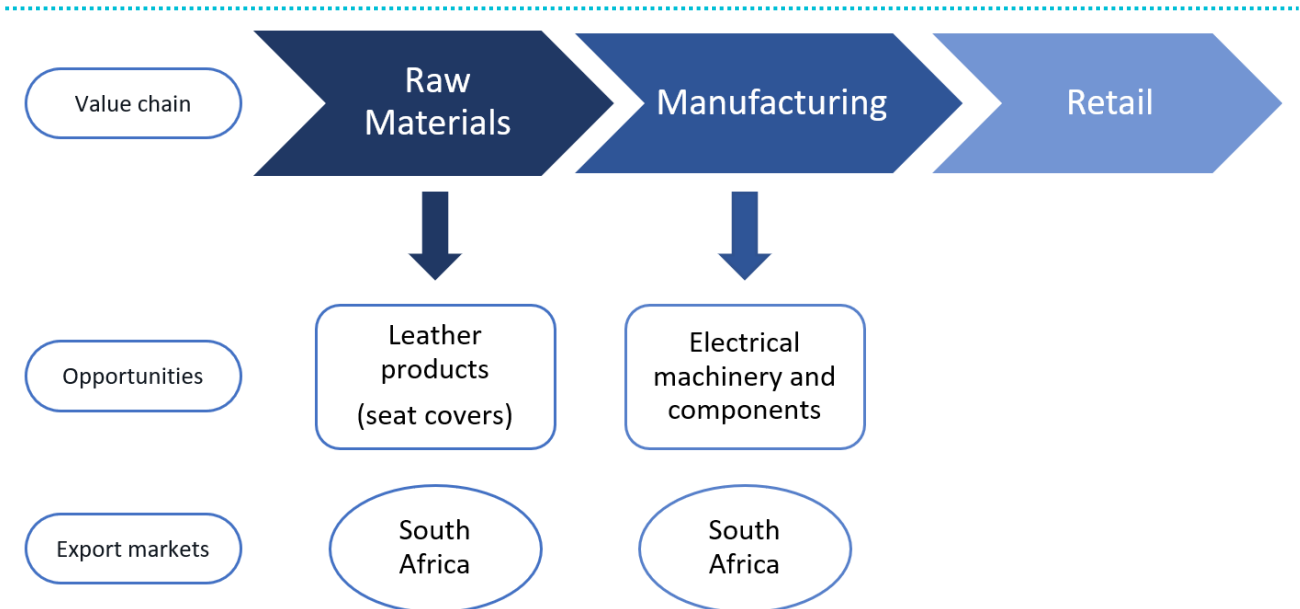 Value chain
Raw
Materials
Manufacturing
Retail
Opportunities
Leather
products
(seat covers)
Electrical
machinery and
components
Export markets
South
Africa
South
Africa